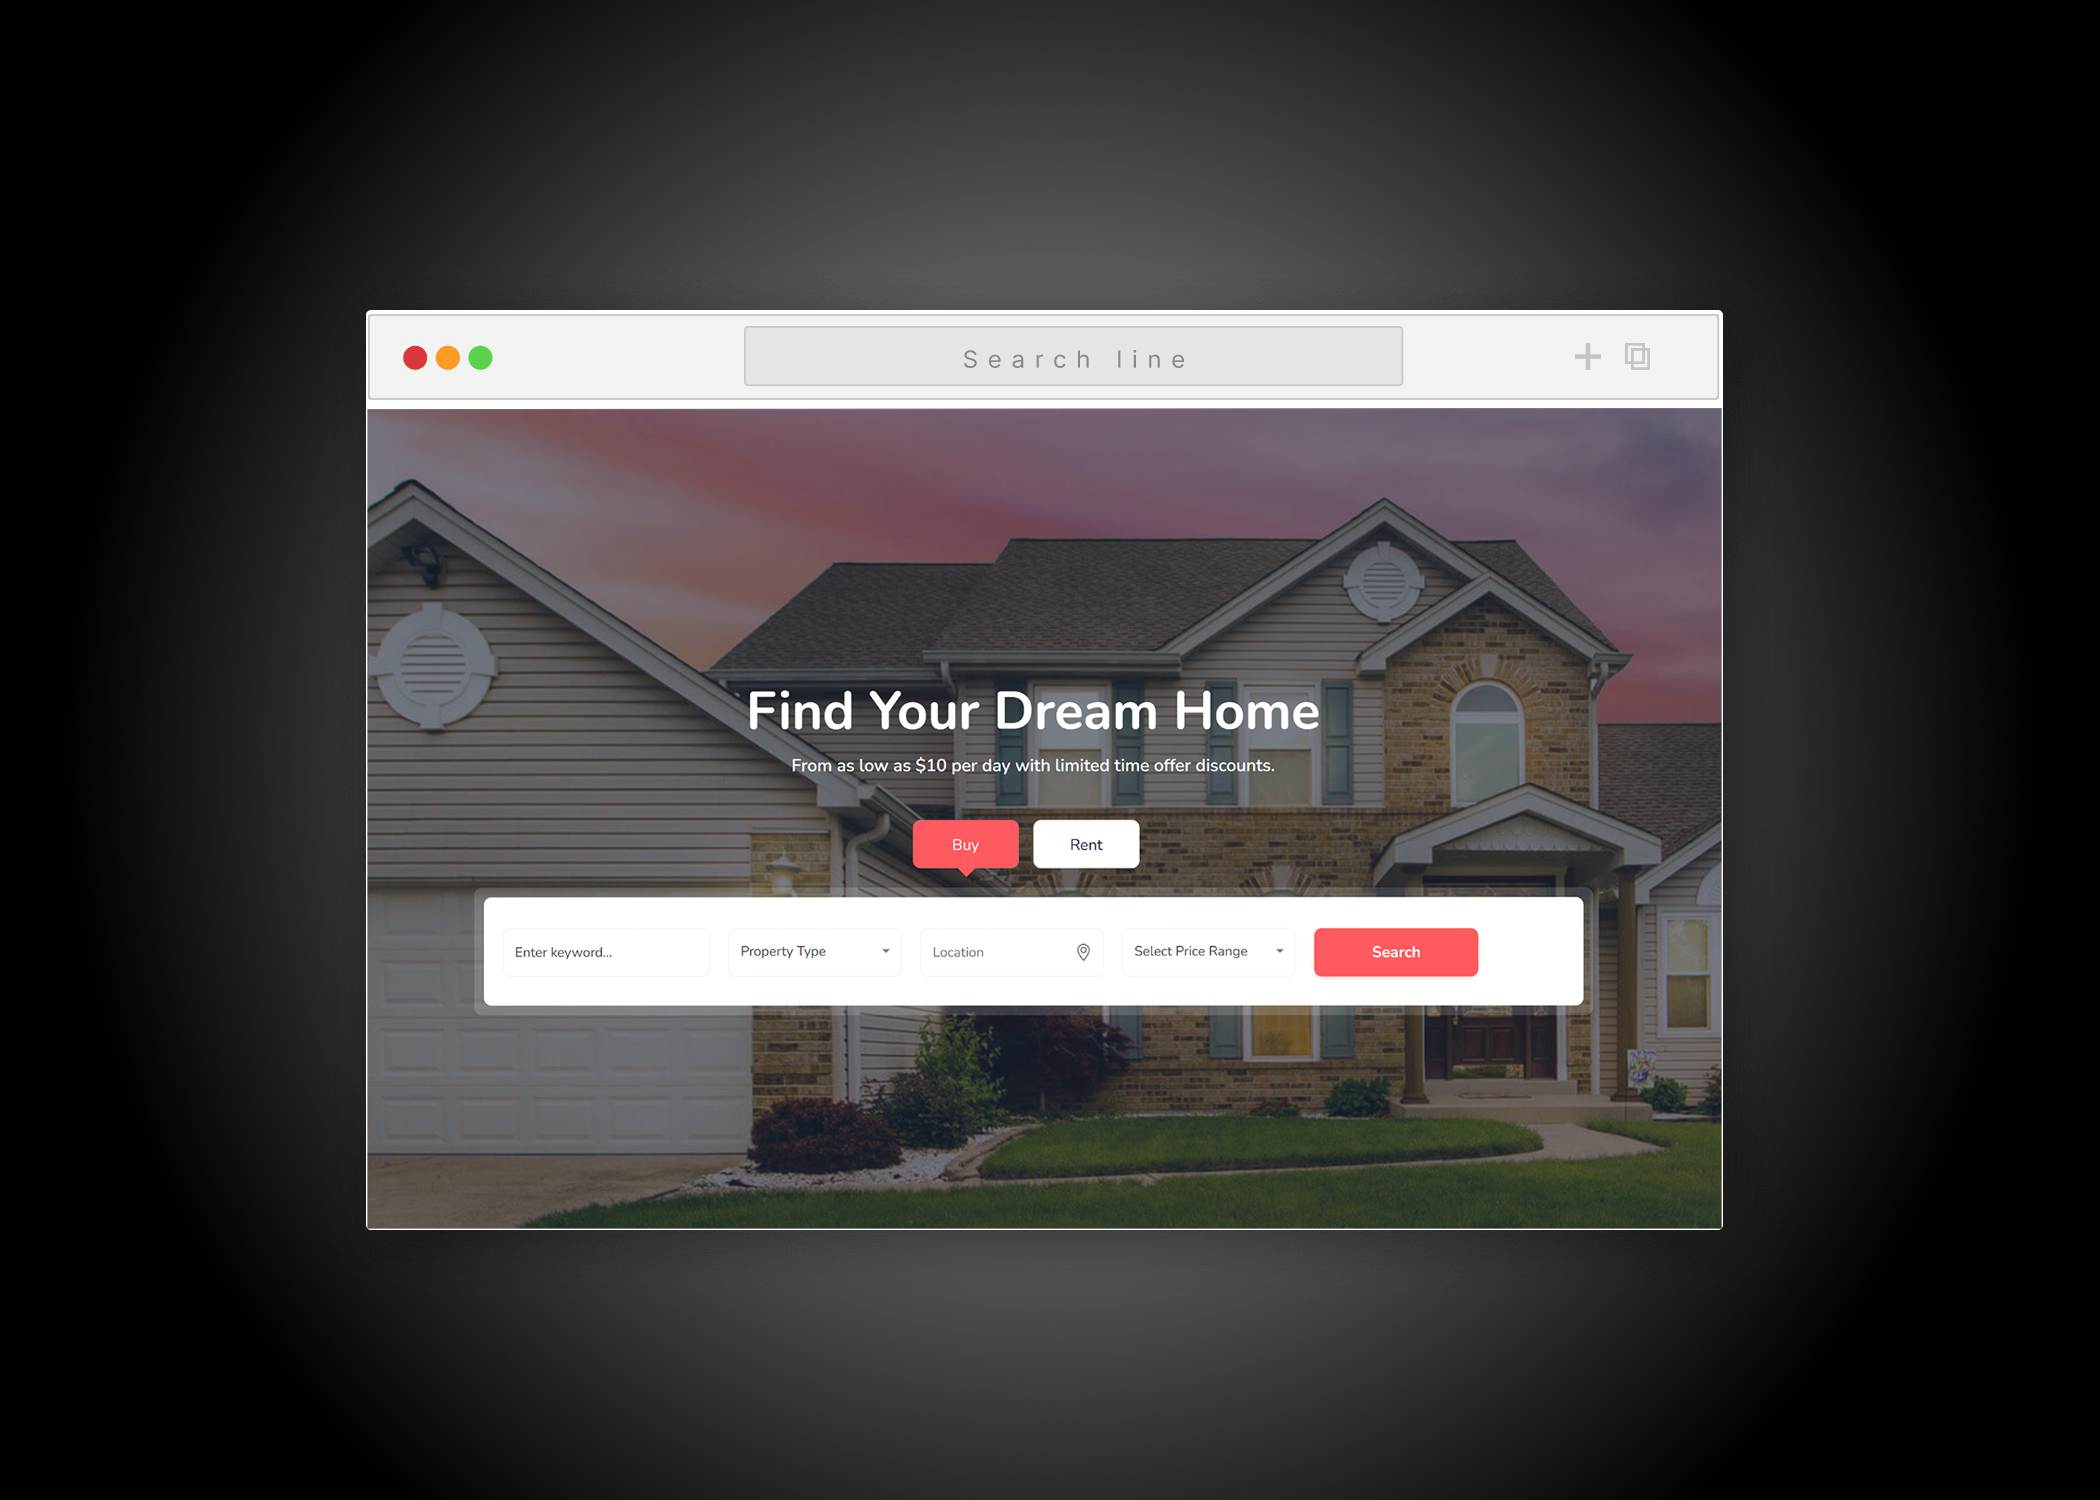 Search line
Find Your Dream Home
From as low as $10 per day with limited time offer discounts.
Buy Rent
Enter keyword... Property Type Location Select Price Range Search